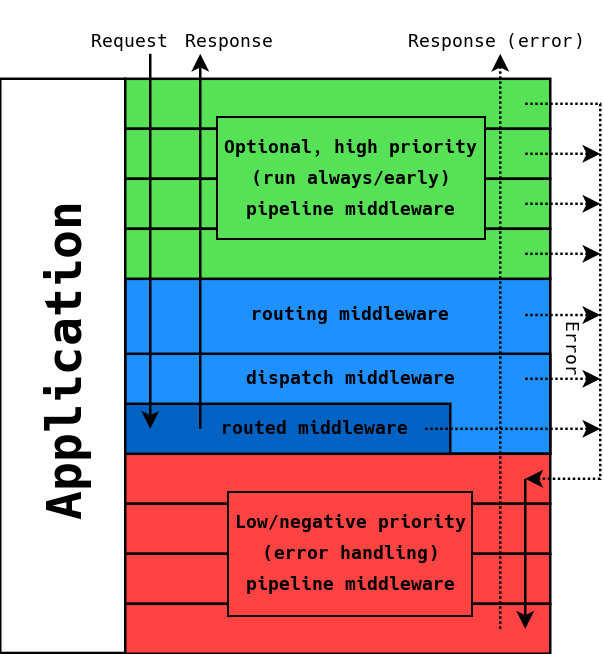 Request Response Response (error)
Application
Optional, high priority
(run always/early)
pipeline middleware
routing middleware
Error
dispatch middleware
routed middleware
Low/negative priority
(error handling)
pipeline middleware